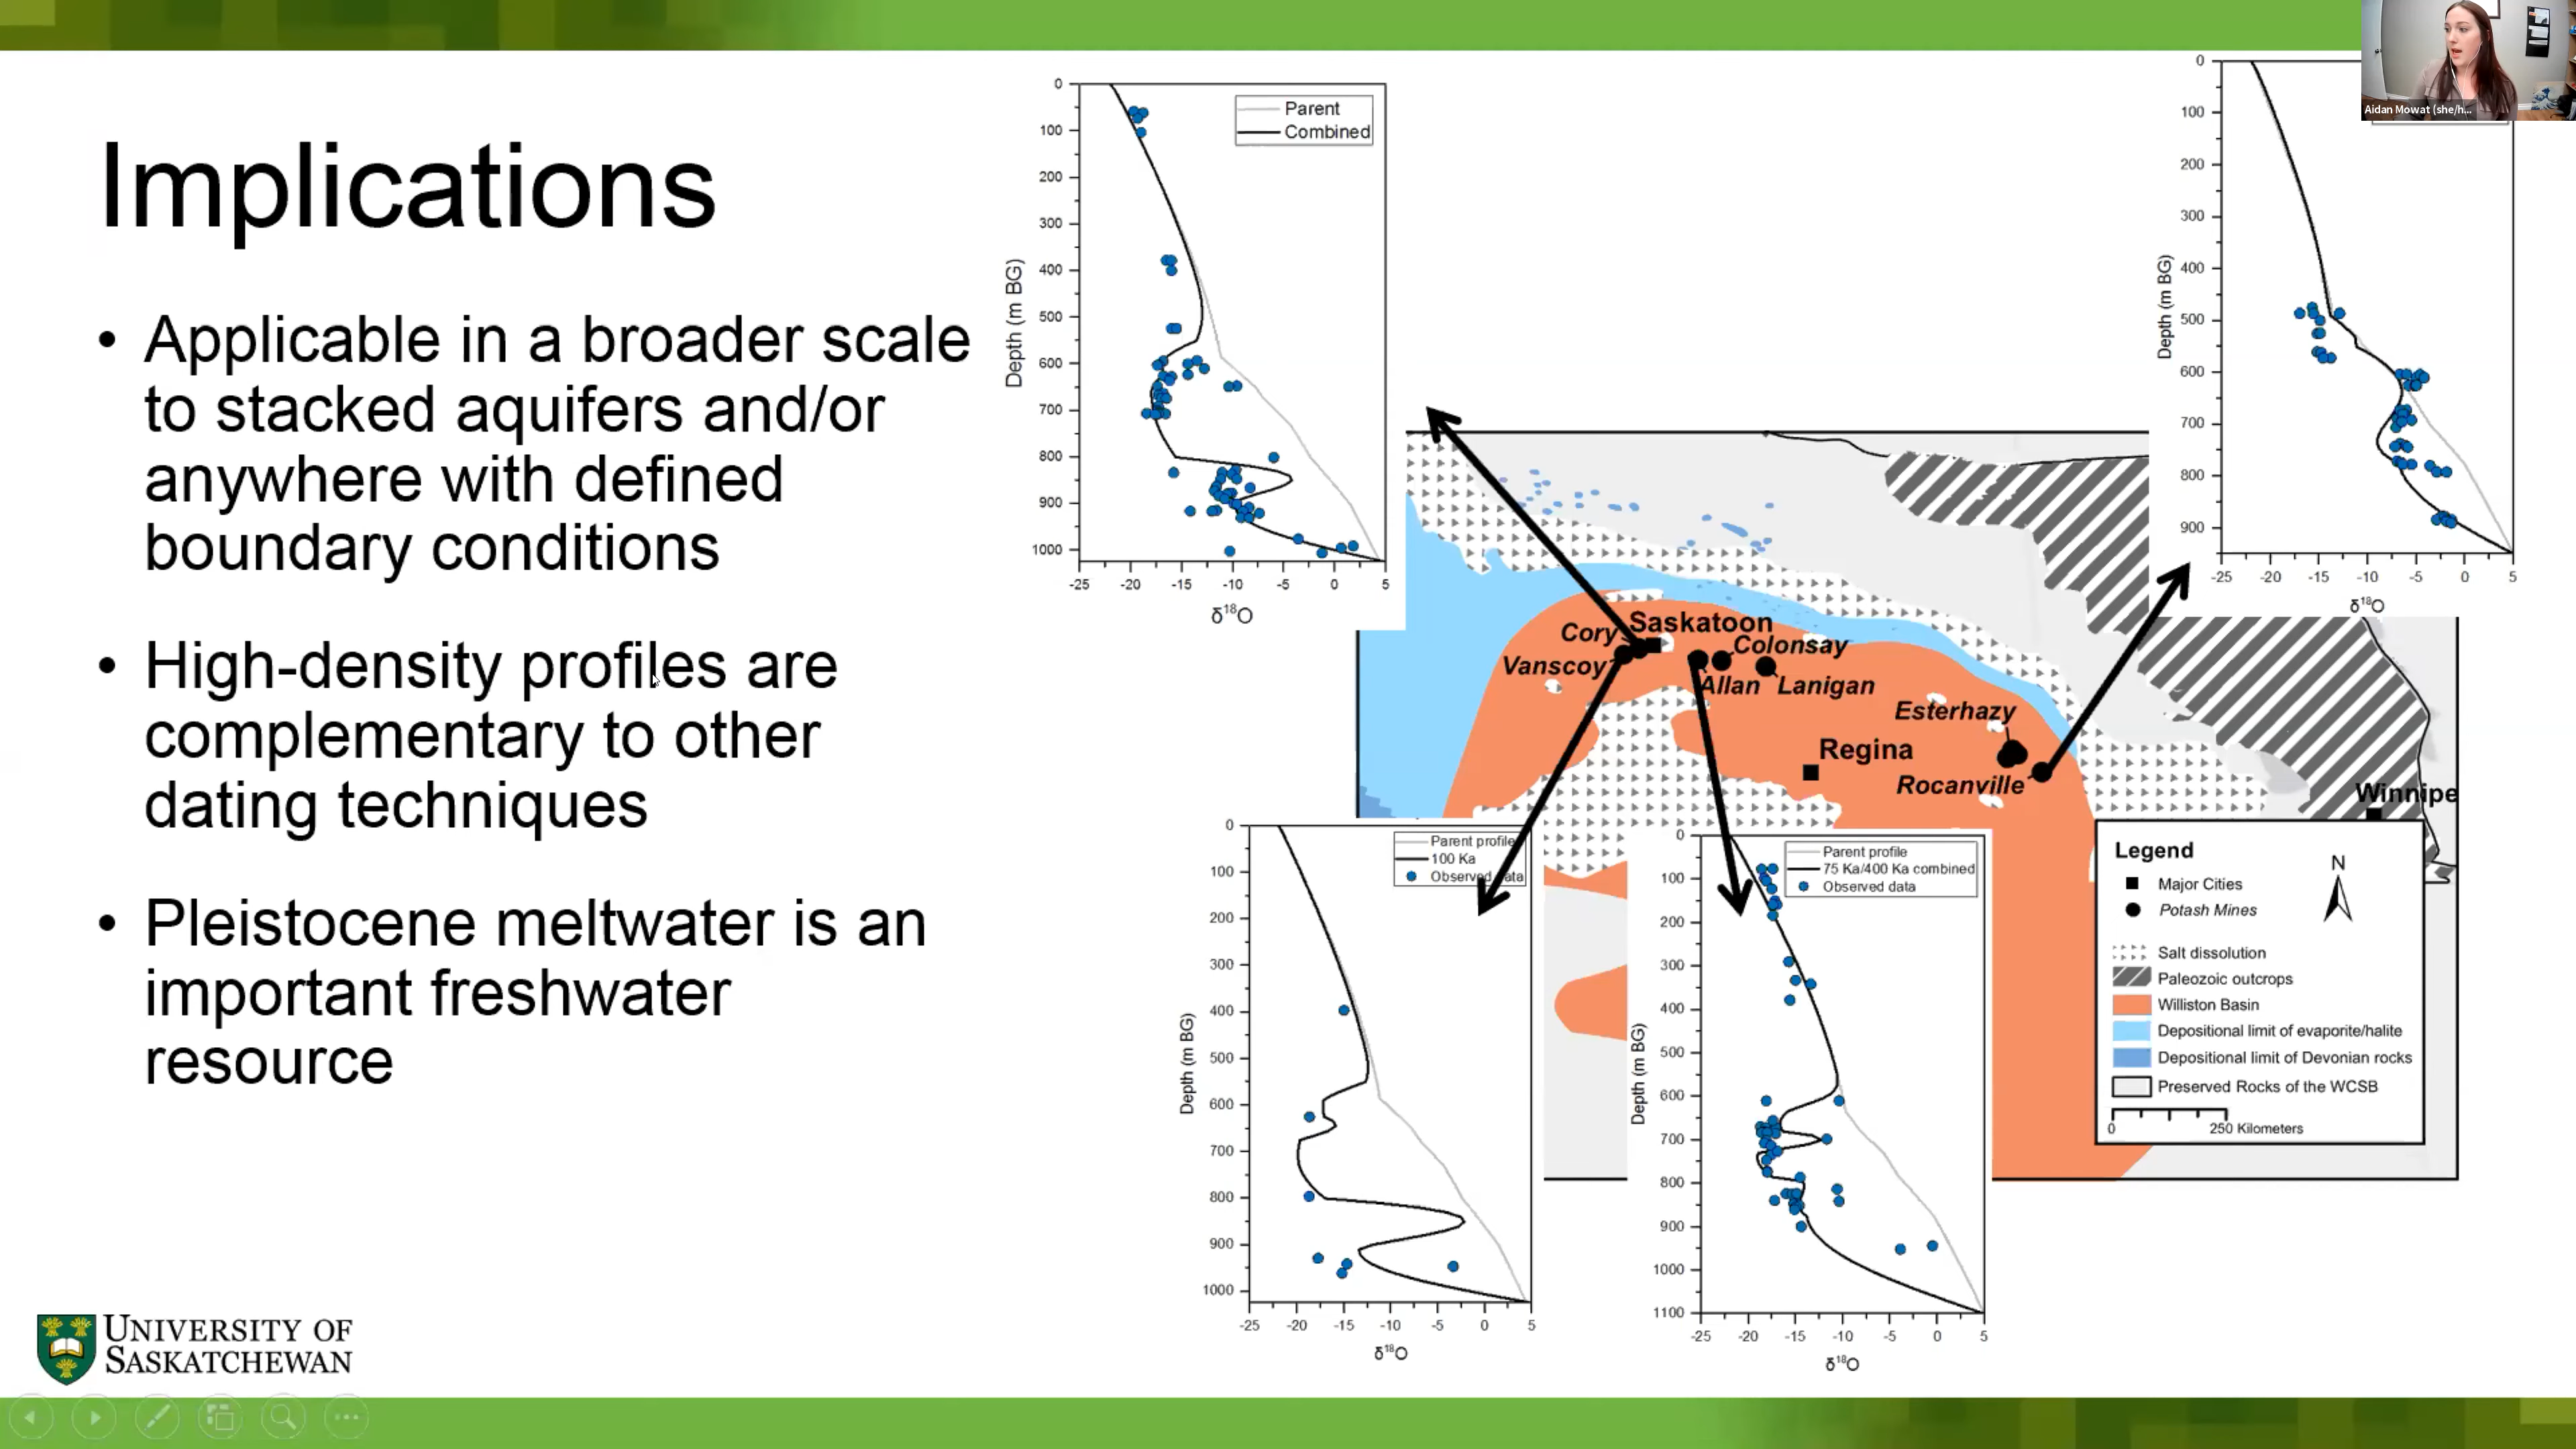 Implications
• Applicable in a broader scale
to stacked aquifers and/or
anywhere with defined
boundary conditions
• High-density profiles are
complementary to other
dating techniques
• Pleistocene meltwater is an
important freshwater
resource
UNIVERSITY OF
SASKATCHEWAN
Aidan Mowat (she/h...
Parent
Combined
0
100
200
300
400
500
600
700
800
900
1000
Depth (m BG)
-25 -20 -15 -10 -5 0 5
δ18O
0
100
200
300
400
500
600
700
800
900
Depth (m BG)
-25 -20 -15 -10 -5 0 5
δ18O
Saskatoon
Cory
Colonsay
Vanscoy
Allan Lanigan
Esterhazy
Regina
Rocanville
Winnipe
Parent profile
100 Ka
Observed data
0
100
200
300
400
500
600
700
800
900
1000
Depth (m BG)
-25 -20 -15 -10 -5 0 5
δ18O
Parent profile
75 Ka/400 Ka combined
Observed data
0
100
200
300
400
500
600
700
800
900
1000
1100
Depth (m BG)
-25 -20 -15 -10 -5 0 5
δ18O
Legend
N
Major Cities
Potash Mines
Salt dissolution
Paleozoic outcrops
Williston Basin
Depositional limit of evaporite/halite
Depositional limit of Devonian rocks
Preserved Rocks of the WCSB
0 250 Kilometers